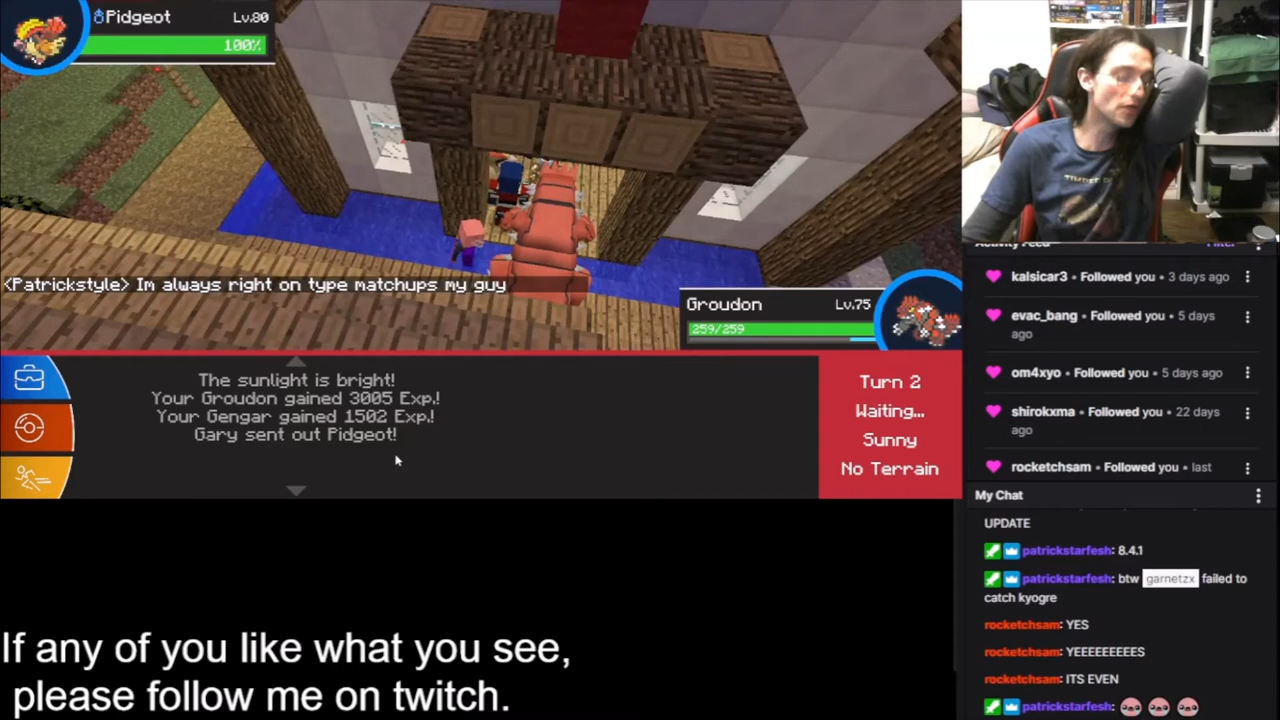 Pidgeot Lv.80
100%
<Patrickstyle> Im always right on type matchups my guy
Groudon Lv.75
259/259
The sunlight is bright!
Your Groudon gained 3005 Exp.!
Your Gengar gained 1502 Exp.!
Gary sent out Pidgeot!
Turn 2
Waiting...
Sunny
No Terrain
If any of you like what you see,
please follow me on twitch.
Activity Feed Filter
kalsicar3 • Followed you • 3 days ago
evac_bang • Followed you • 5 days
ago
om4xyo • Followed you • 5 days ago
shirokxma • Followed you • 22 days
ago
rocketchsam • Followed you • last
My Chat
UPDATE
patrickstarfesh: 8.4.1
patrickstarfesh: btw garnetzx failed to
catch kyogre
rocketchsam: YES
rocketchsam: YEEEEEEEEES
rocketchsam: ITS EVEN
patrickstarfesh: